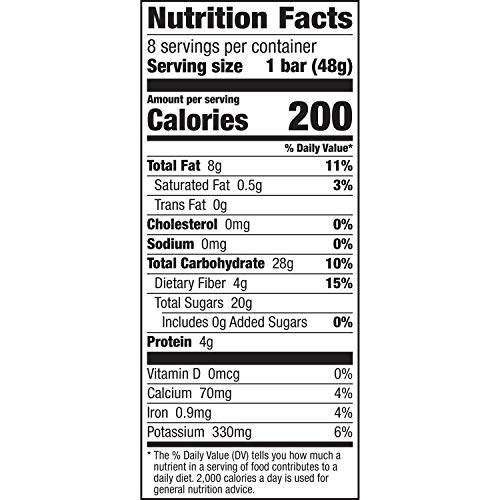 Nutrition Facts
8 servings per container
Serving size 1 bar (48g)
Amount per serving
Calories 200
% Daily Value*
Total Fat 8g 11%
Saturated Fat 0.5g 3%
Trans Fat 0g
Cholesterol 0mg 0%
Sodium 0mg 0%
Total Carbohydrate 28g 10%
Dietary Fiber 4g 15%
Total Sugars 20g
Includes 0g Added Sugars 0%
Protein 4g
Vitamin D 0mcg 0%
Calcium 70mg 4%
Iron 0.9mg 4%
Potassium 330mg 6%
* The % Daily Value (DV) tells you how much a
nutrient in a serving of food contributes to a
daily diet. 2,000 calories a day is used for
general nutrition advice.